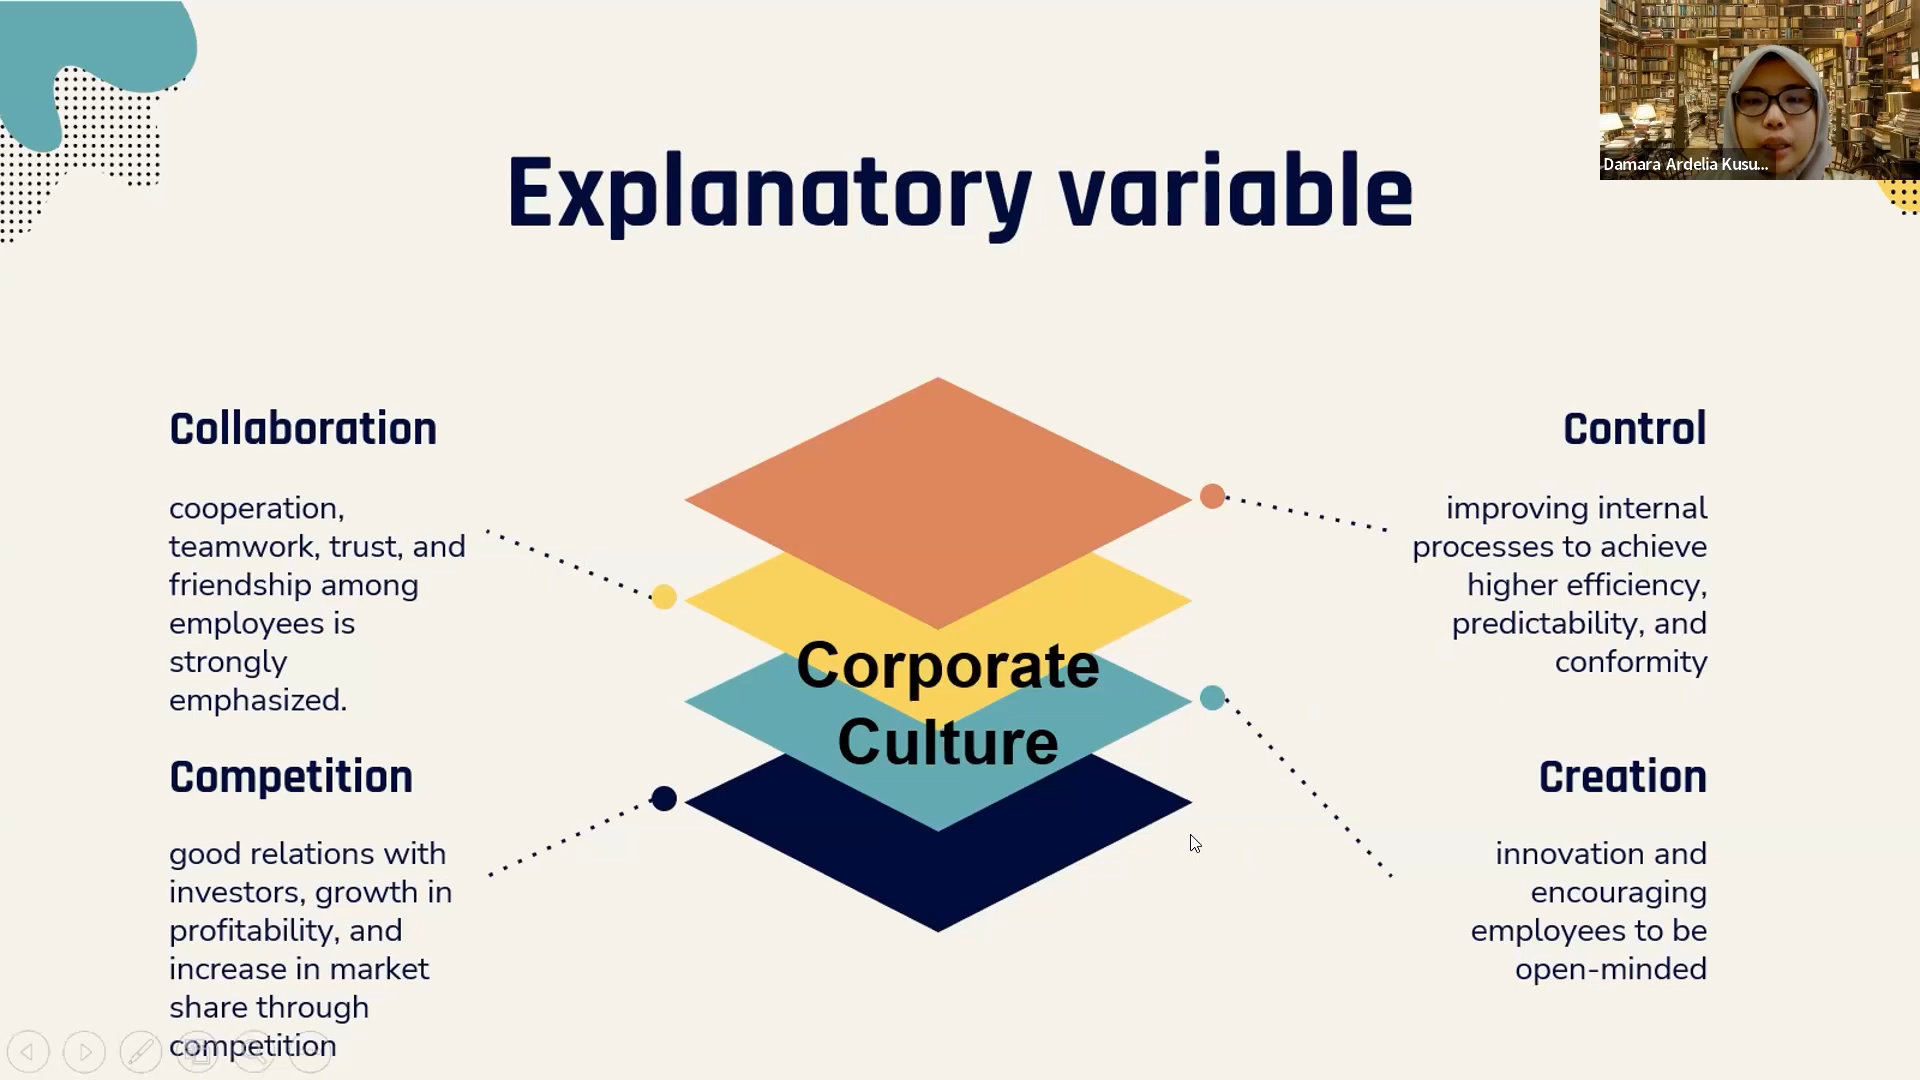 Explanatory variable
Damara Ardelia Kusu...
Collaboration
cooperation,
teamwork, trust, and
friendship among
employees is
strongly
emphasized.
Competition
good relations with
investors, growth in
profitability, and
increase in market
share through
competition
Corporate
Culture
Control
improving internal
processes to achieve
higher efficiency,
predictability, and
conformity
Creation
innovation and
encouraging
employees to be
open-minded